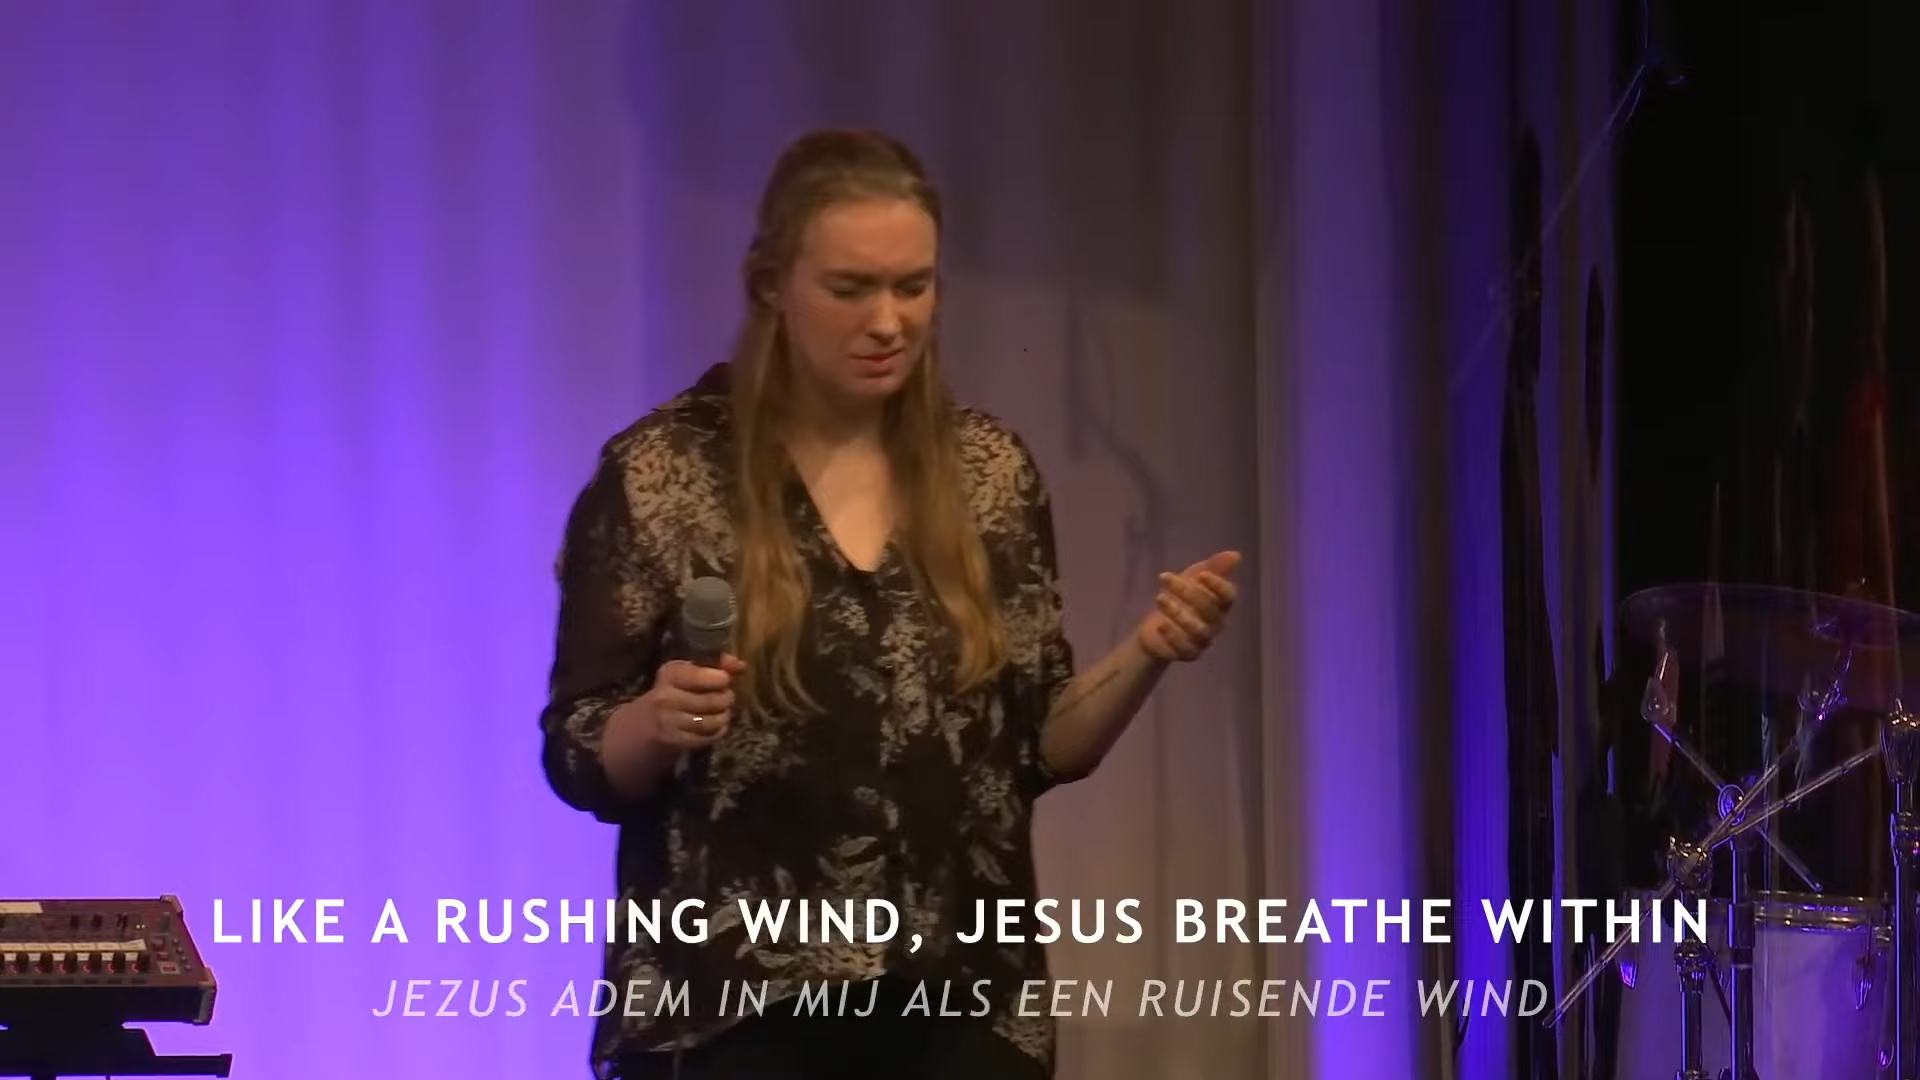 LIKE A RUSHING WIND, JESUS BREATHE WITHIN
JEZUS ADEM IN MIJ ALS EEN RUISENDE WIND